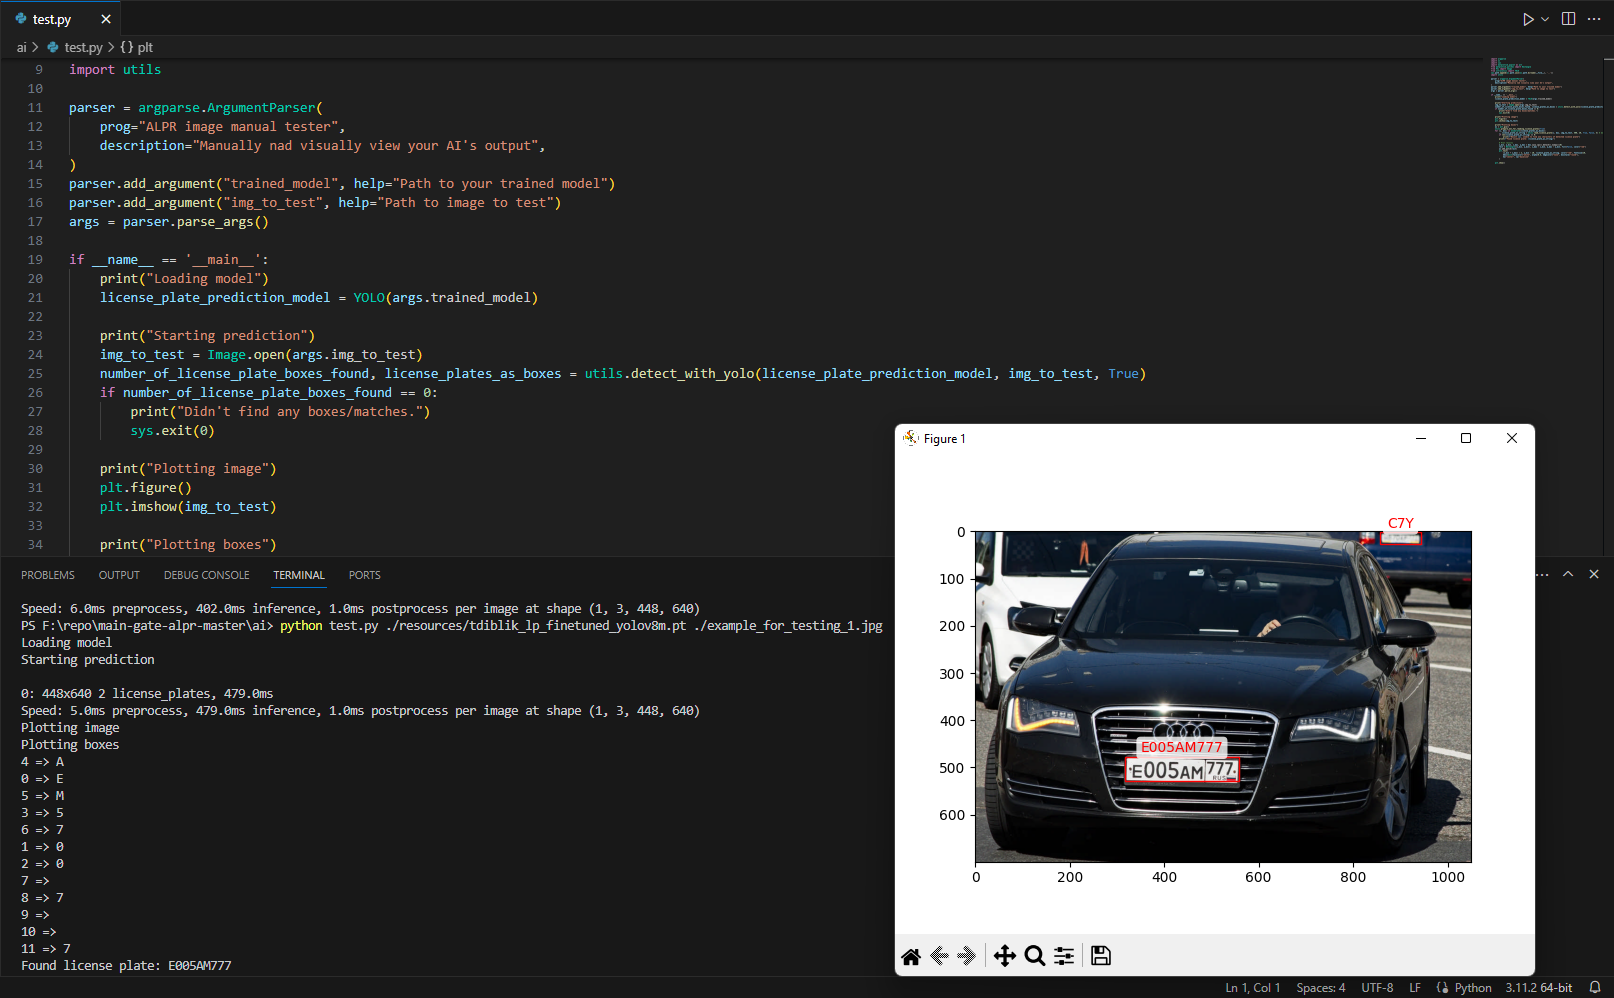 test.py
ai > test.py > {} plt
9 import utils
10
11 parser = argparse.ArgumentParser(
12 prog="ALPR image manual tester",
13 description="Manually nad visually view your AI's output",
14 )
15 parser.add_argument("trained_model", help="Path to your trained model")
16 parser.add_argument("img_to_test", help="Path to image to test")
17 args = parser.parse_args()
18
19 if __name__ == '__main__':
20 print("Loading model")
21 license_plate_prediction_model = YOLO(args.trained_model)
22
23 print("Starting prediction")
24 img_to_test = Image.open(args.img_to_test)
25 number_of_license_plate_boxes_found, license_plates_as_boxes = utils.detect_with_yolo(license_plate_prediction_model, img_to_test, True)
26 if number_of_license_plate_boxes_found == 0:
27 print("Didn't find any boxes/matches.")
28 sys.exit(0)
29
30 print("Plotting image")
31 plt.figure()
32 plt.imshow(img_to_test)
33
34 print("Plotting boxes")
PROBLEMS OUTPUT DEBUG CONSOLE TERMINAL PORTS
Speed: 6.0ms preprocess, 402.0ms inference, 1.0ms postprocess per image at shape (1, 3, 448, 640)
PS F:\repo\main-gate-alpr-master\ai> python test.py ./resources/tdiblik_lp_finetuned_yolov8m.pt ./example_for_testing_1.jpg
Loading model
Starting prediction
0: 448x640 2 license_plates, 479.0ms
Speed: 5.0ms preprocess, 479.0ms inference, 1.0ms postprocess per image at shape (1, 3, 448, 640)
Plotting image
Plotting boxes
4 => A
0 => E
5 => M
3 => 5
6 => 7
1 => 0
2 => 0
7 =>
8 => 7
9 =>
10 =>
11 => 7
Found license plate: E005AM777
Figure 1
C7Y
0
100
200
300
400
500
600
E005AM777
E005AM 777
RUS
0 200 400 600 800 1000
Ln 1, Col 1 Spaces: 4 UTF-8 LF Python 3.11.2 64-bit